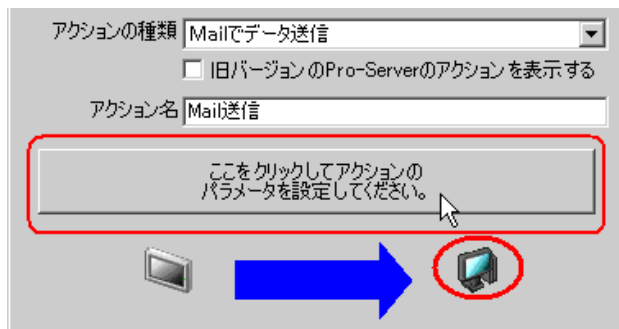 アクションの種類 Mailでデータ送信
旧バージョンのPro-Serverのアクションを表示する
アクション名 Mail送信
ここをクリックしてアクションの
パラメータを設定してください。